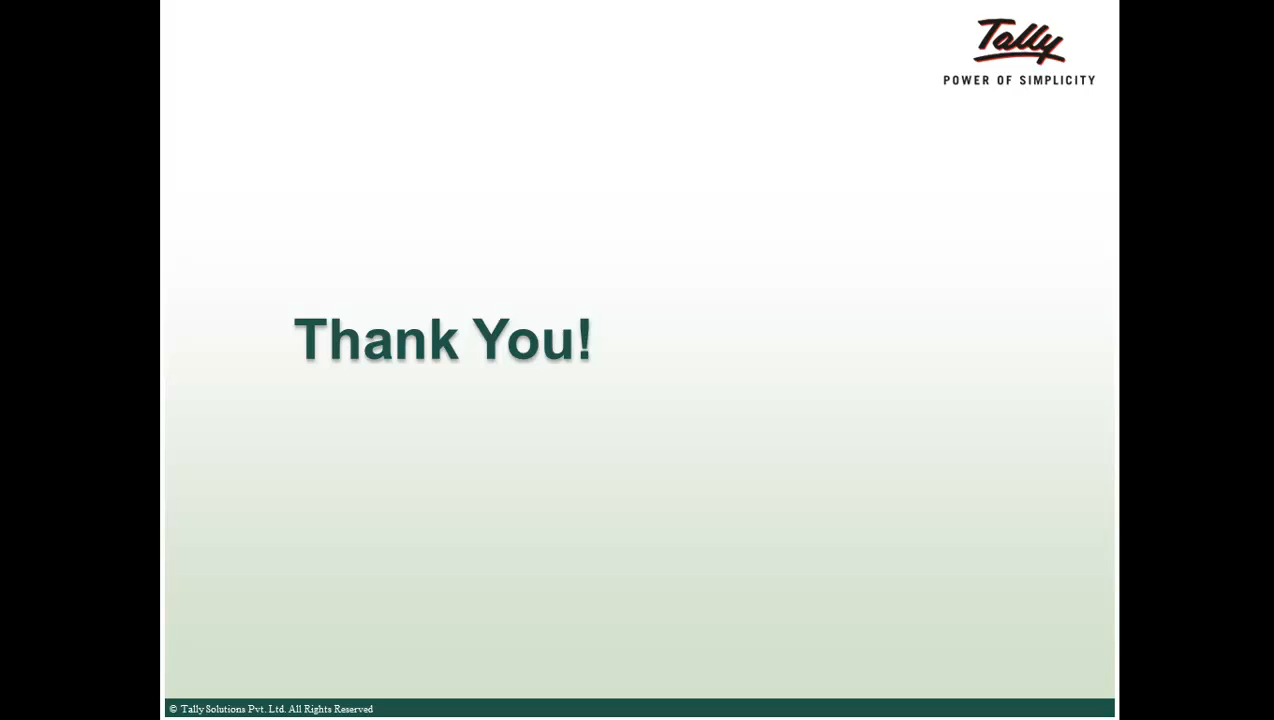 Tally
POWER OF SIMPLICITY
Thank You!
© Tally Solutions Pvt. Ltd. All Rights Reserved